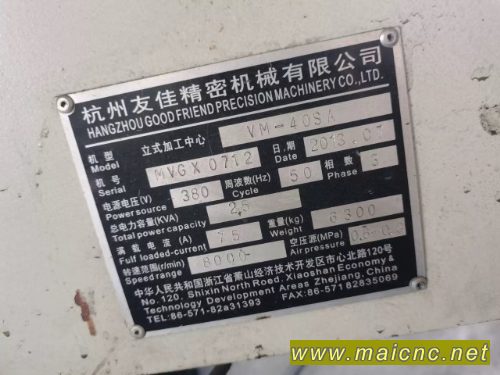 杭州友佳精密机械有限公司
HANGZHOU GOOD FRIEND PRECISION MACHINERY CO., LTD.
机型 Model 立式加工中心 VM-40SA
机号 Serial MVGX0712 日期 Date 2013.07
电源电压(V) Power source 380 周波数(Hz) Cycle 50 相数 Phase 3
总电力容量(KVA) Total power capacity 25 重量(kg) Weight 6300
满载电流(A) Full loaded-current 75 空压源(MPa) Air pressure
转速范围(r/min) Speed range 8000
中华人民共和国浙江省萧山经济技术开发区市心北路120号
No. 120, Shixin North Road, Xiaoshan Economy &
Technology Development Areas Zhejiang, China
TEL:86-571-82831393 FAX:86-571 82835069
www.maicnc.net